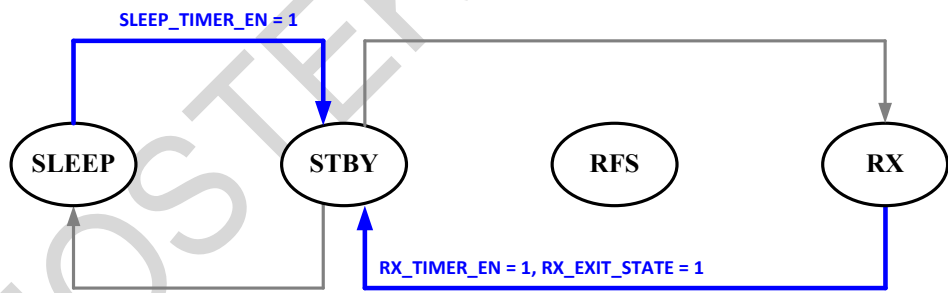 SLEEP_TIMER_EN = 1
SLEEP
STBY
RFS
RX
RX_TIMER_EN = 1, RX_EXIT_STATE = 1